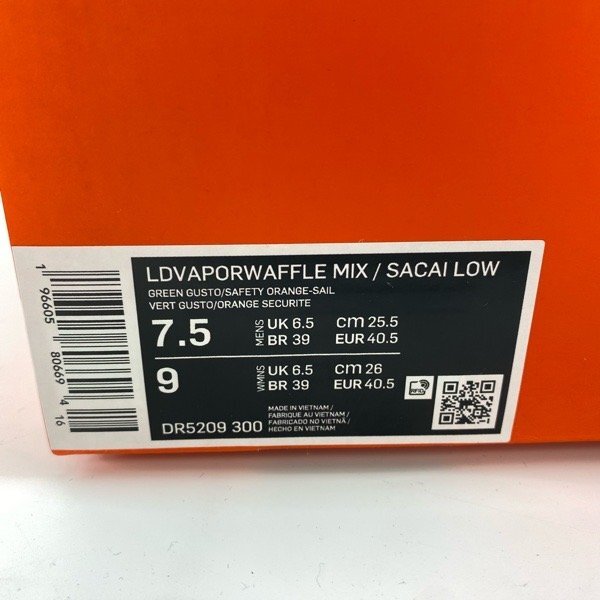 LDVAPORWAFFLE MIX / SACAI LOW
GREEN GUSTO/SAFETY ORANGE-SAIL
VERT GUSTO/ORANGE SECURITE
7.5 MENS UK 6.5 cm 25.5
BR 39 EUR 40.5
9 WMNS UK 6.5 cm 26
BR 39 EUR 40.5
DR5209 300
MADE IN VIETNAM /
FABRIQUE AU VIETNAM /
FABRICADO NO VIETNÃ /
HECHO EN VIETNAM
1 96605 80669 4 16